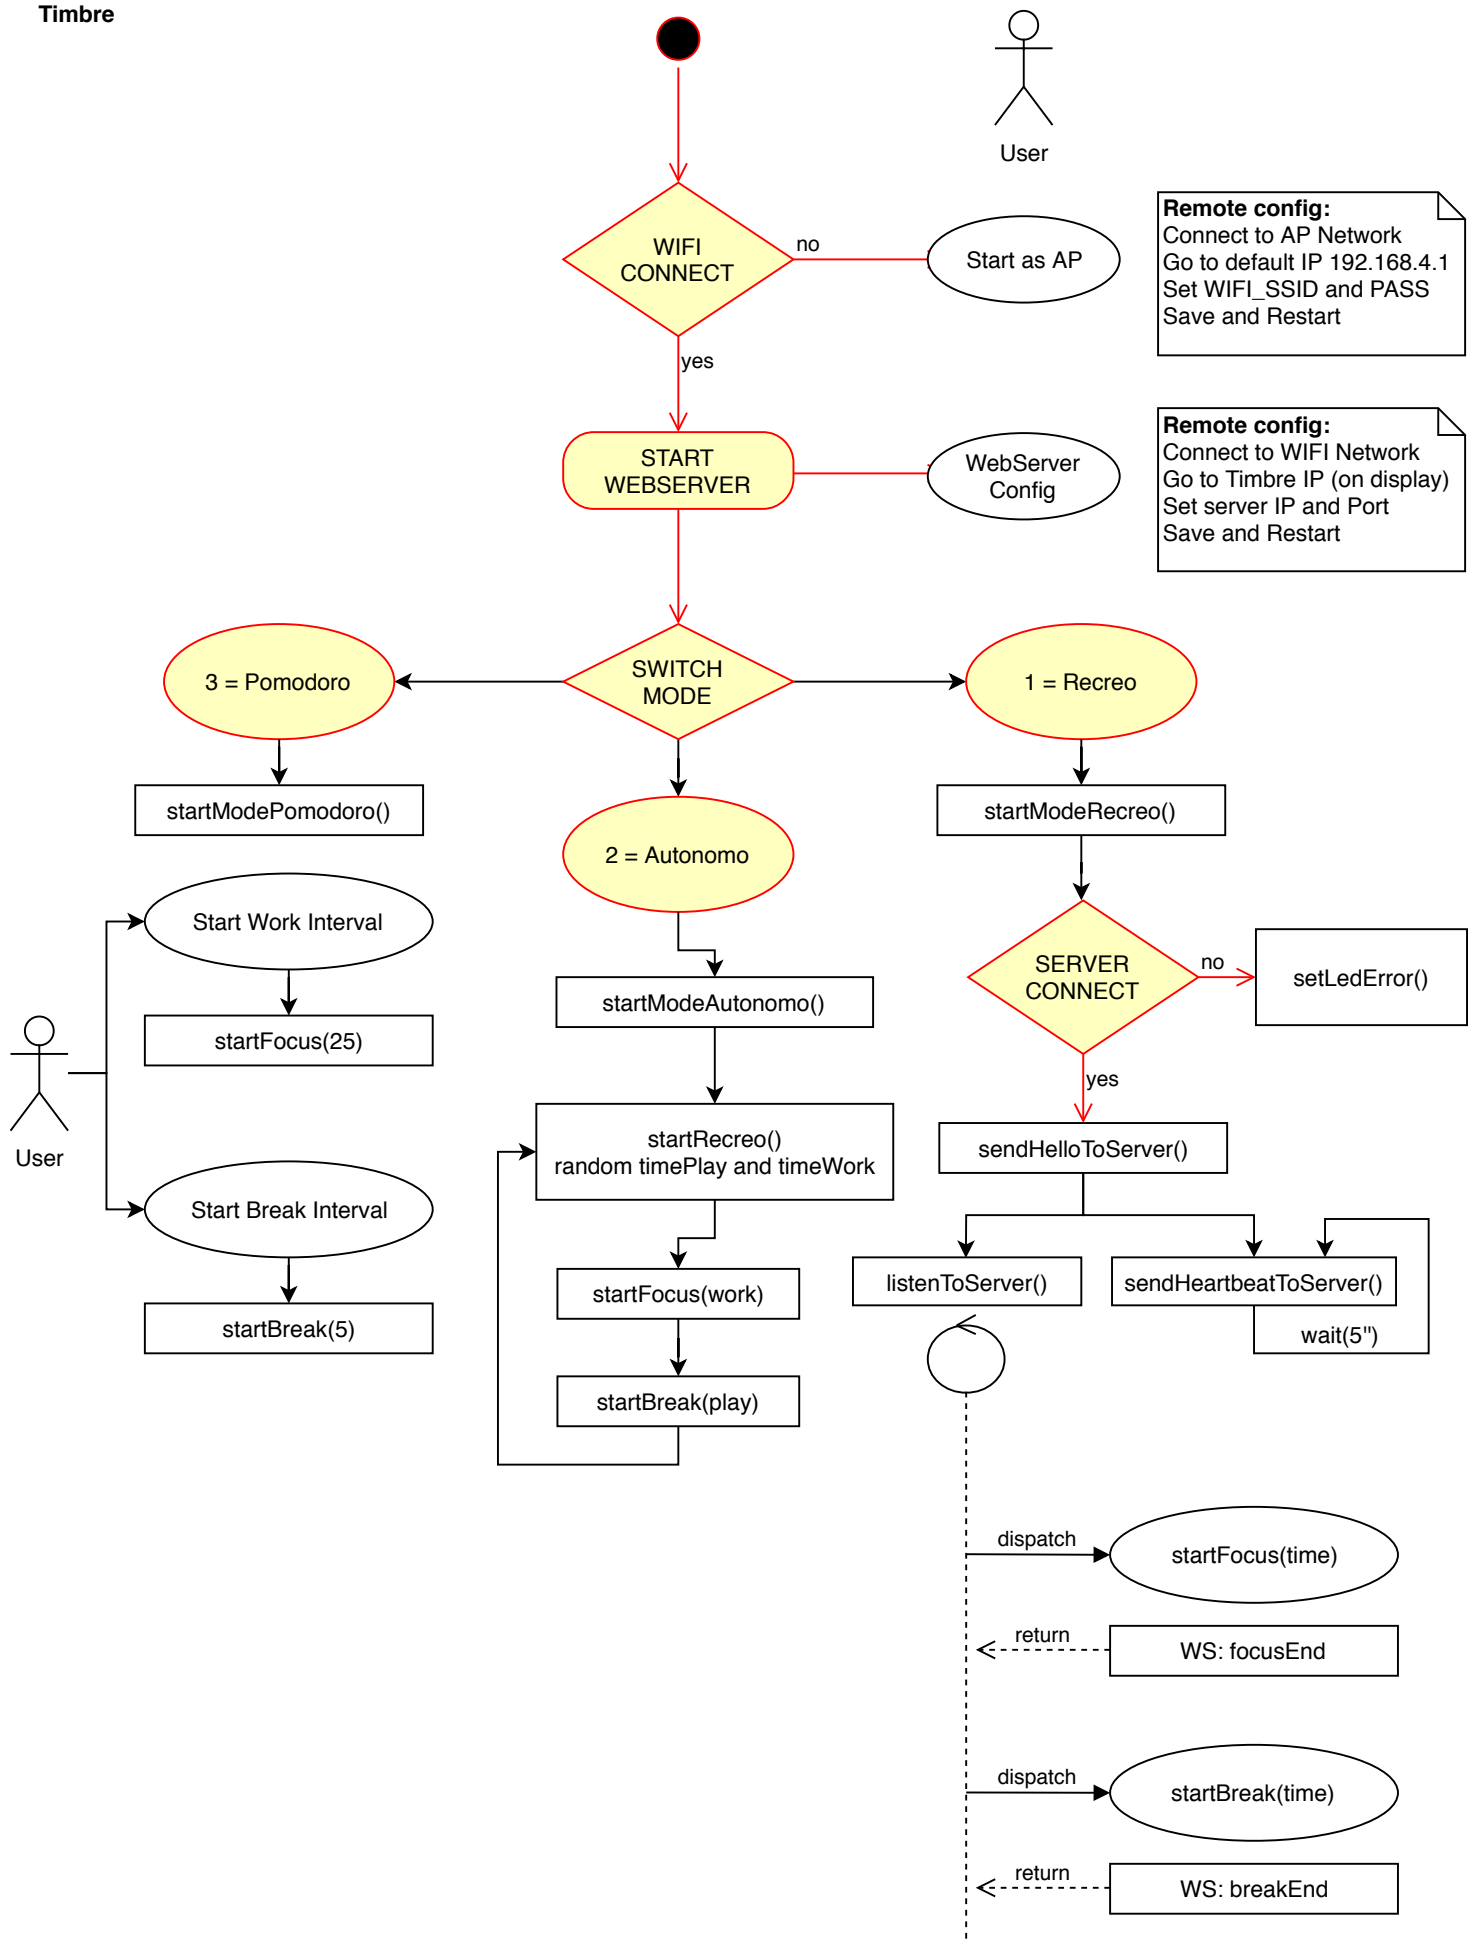 Timbre
User
WIFI
CONNECT
no
Start as AP
Remote config:
Connect to AP Network
Go to default IP 192.168.4.1
Set WIFI_SSID and PASS
Save and Restart
yes
START
WEBSERVER
WebServer
Config
Remote config:
Connect to WIFI Network
Go to Timbre IP (on display)
Set server IP and Port
Save and Restart
3 = Pomodoro
SWITCH
MODE
1 = Recreo
startModePomodoro()
startModeRecreo()
2 = Autonomo
Start Work Interval
SERVER
CONNECT
no
setLedError()
startModeAutonomo()
startFocus(25)
yes
User
startRecreo()
random timePlay and timeWork
sendHelloToServer()
Start Break Interval
listenToServer()
sendHeartbeatToServer()
startFocus(work)
startBreak(5)
wait(5")
startBreak(play)
dispatch
startFocus(time)
return
WS: focusEnd
dispatch
startBreak(time)
return
WS: breakEnd